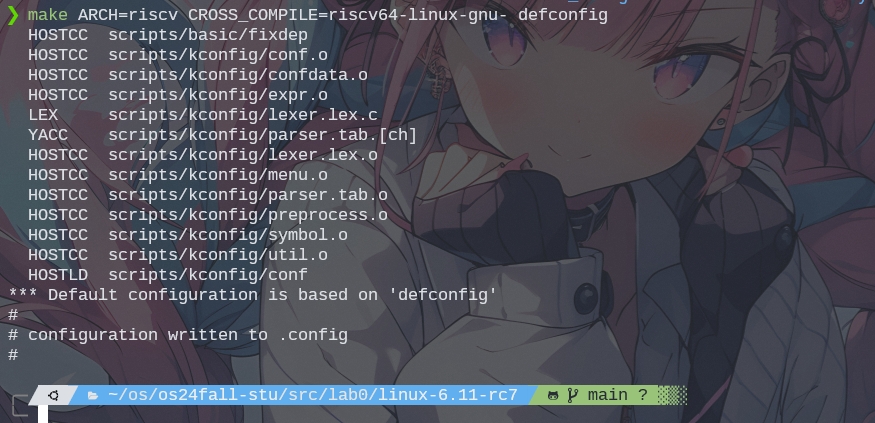 ❯ make ARCH=riscv CROSS_COMPILE=riscv64-linux-gnu- defconfig
HOSTCC  scripts/basic/fixdep
HOSTCC  scripts/kconfig/conf.o
HOSTCC  scripts/kconfig/confdata.o
HOSTCC  scripts/kconfig/expr.o
LEX     scripts/kconfig/lexer.lex.c
YACC    scripts/kconfig/parser.tab.[ch]
HOSTCC  scripts/kconfig/lexer.lex.o
HOSTCC  scripts/kconfig/menu.o
HOSTCC  scripts/kconfig/parser.tab.o
HOSTCC  scripts/kconfig/preprocess.o
HOSTCC  scripts/kconfig/symbol.o
HOSTCC  scripts/kconfig/util.o
HOSTLD  scripts/kconfig/conf
*** Default configuration is based on 'defconfig'
#
# configuration written to .config
#
~/os/os24fall-stu/src/lab0/linux-6.11-rc7 main ?